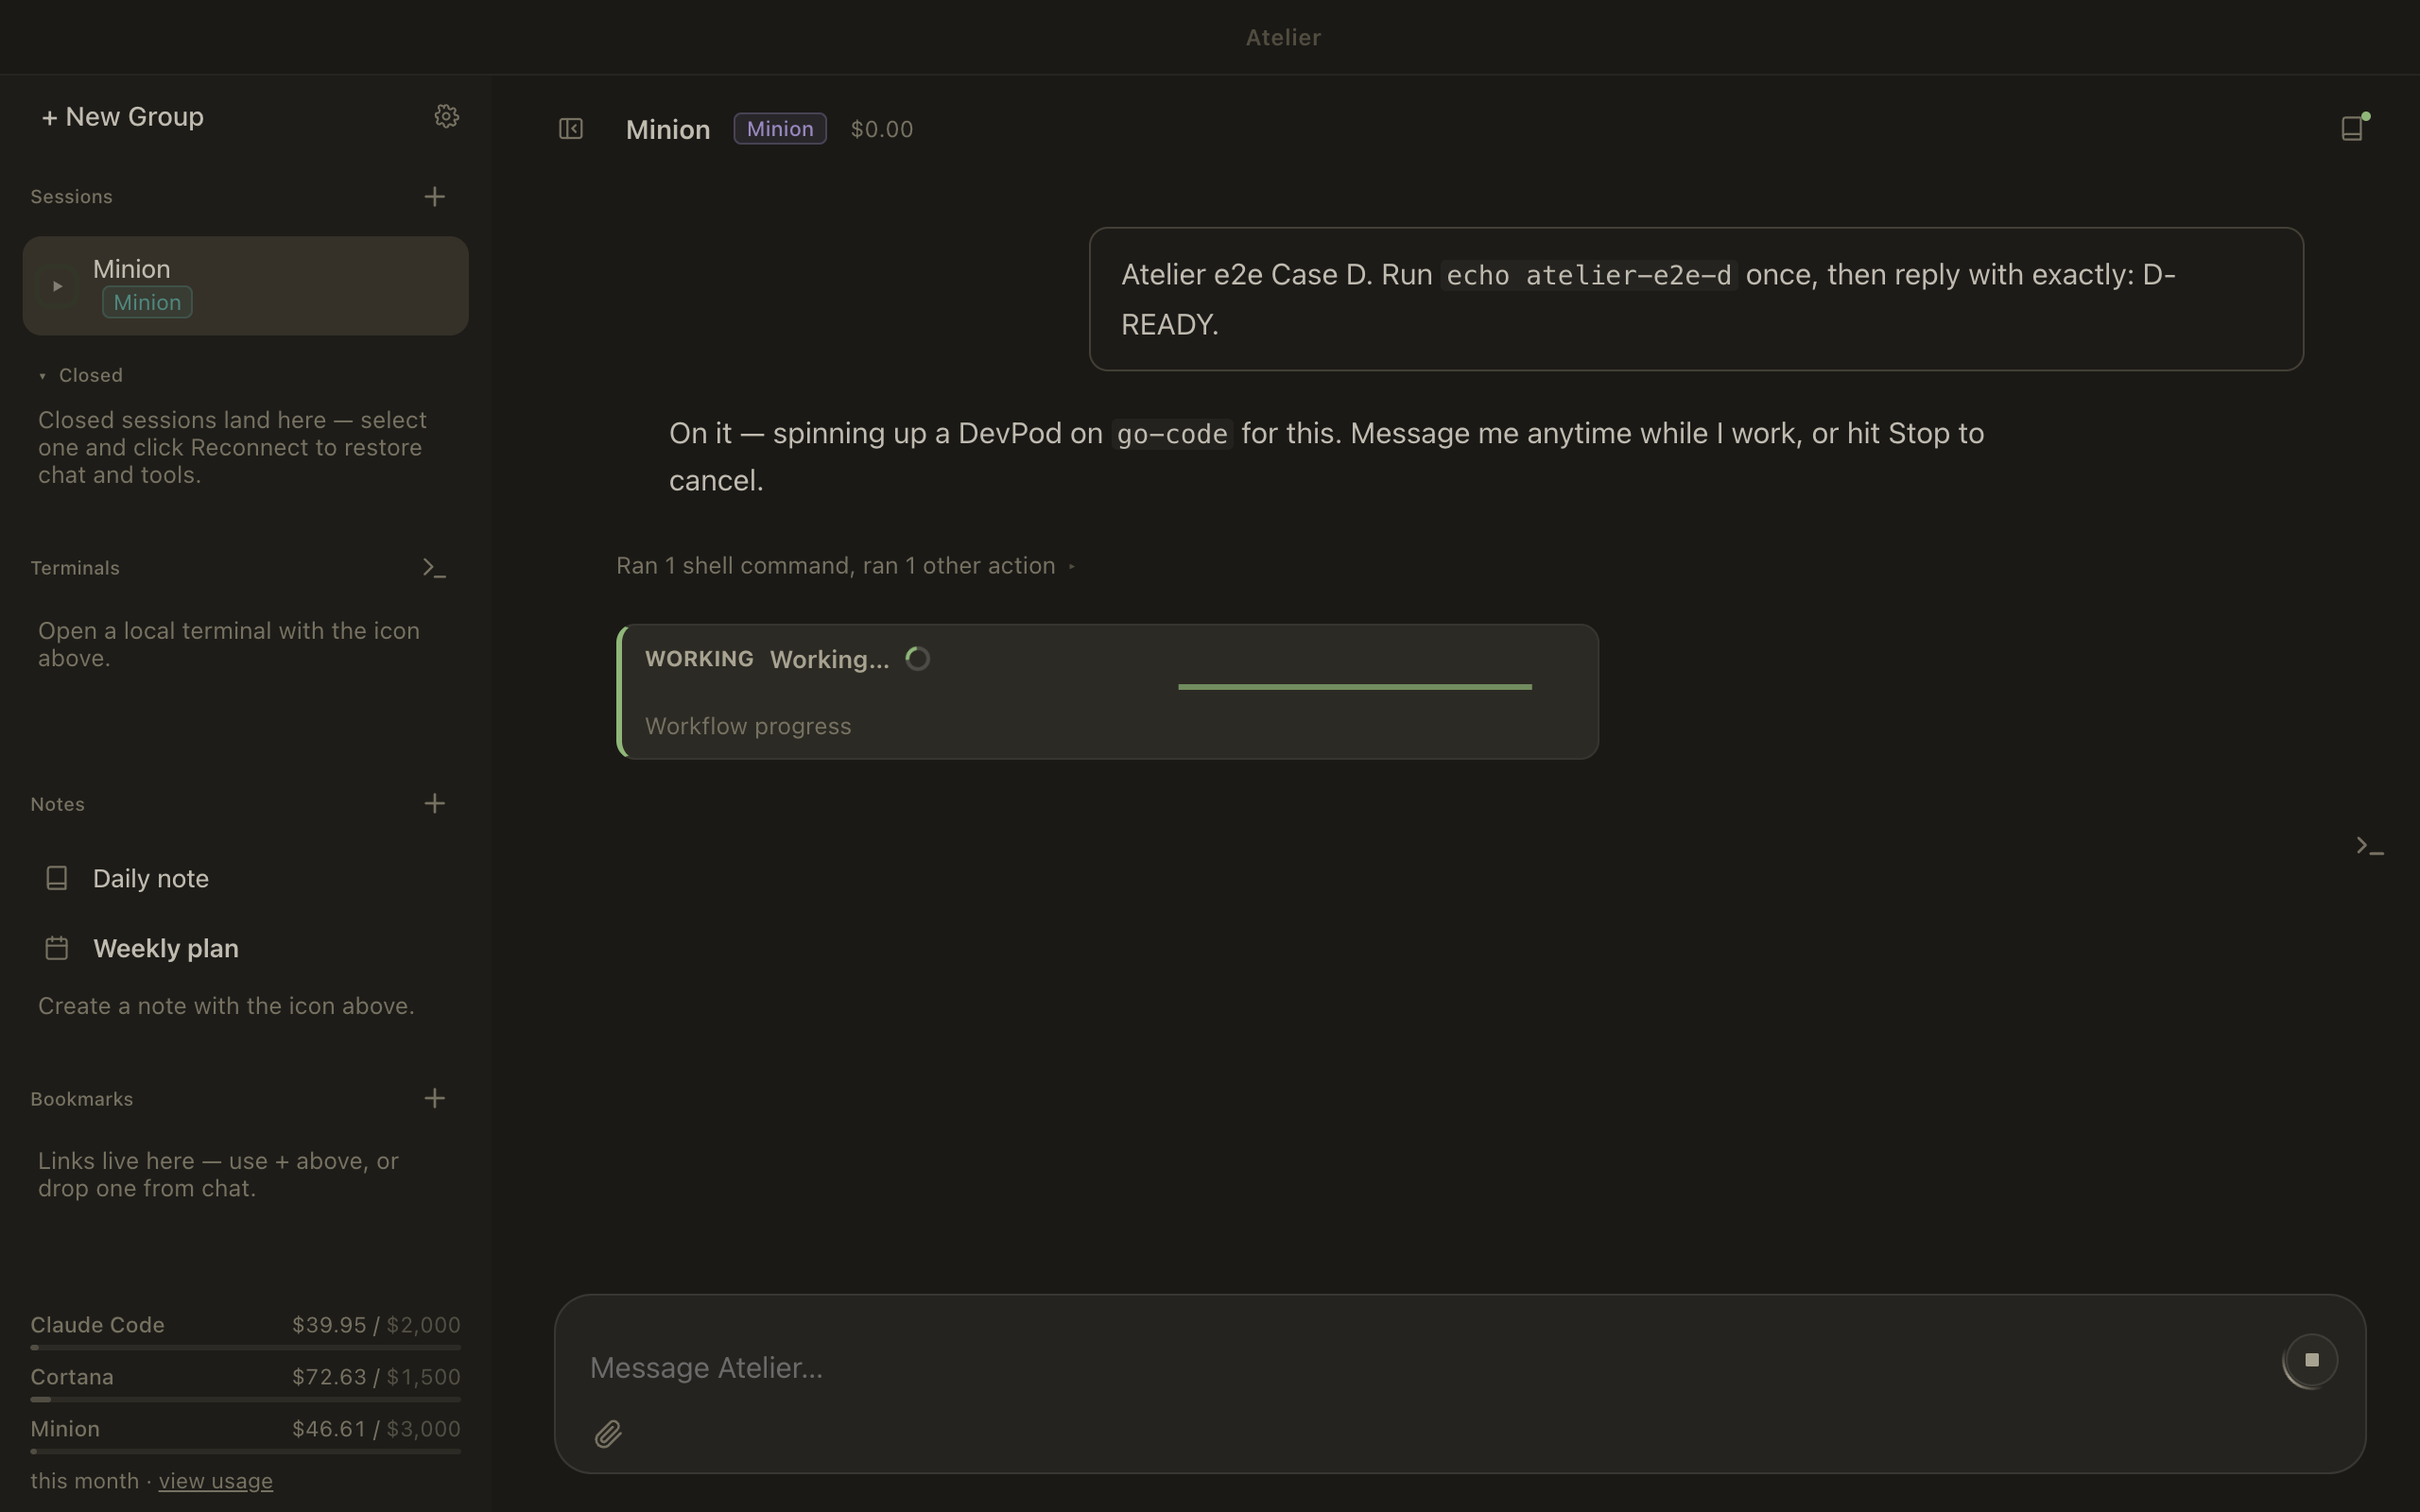 Atelier
+ New Group
Sessions
Minion
Minion
Closed
Closed sessions land here — select
one and click Reconnect to restore
chat and tools.
Terminals
Open a local terminal with the icon
above.
Notes
Daily note
Weekly plan
Create a note with the icon above.
Bookmarks
Links live here — use + above, or
drop one from chat.
Claude Code $39.95 / $2,000
Cortana $72.63 / $1,500
Minion $46.61 / $3,000
this month · view usage
Minion Minion $0.00
Atelier e2e Case D. Run echo atelier-e2e-d once, then reply with exactly: D-
READY.
On it — spinning up a DevPod on go-code for this. Message me anytime while I work, or hit Stop to
cancel.
Ran 1 shell command, ran 1 other action
WORKING Working...
Workflow progress
Message Atelier...